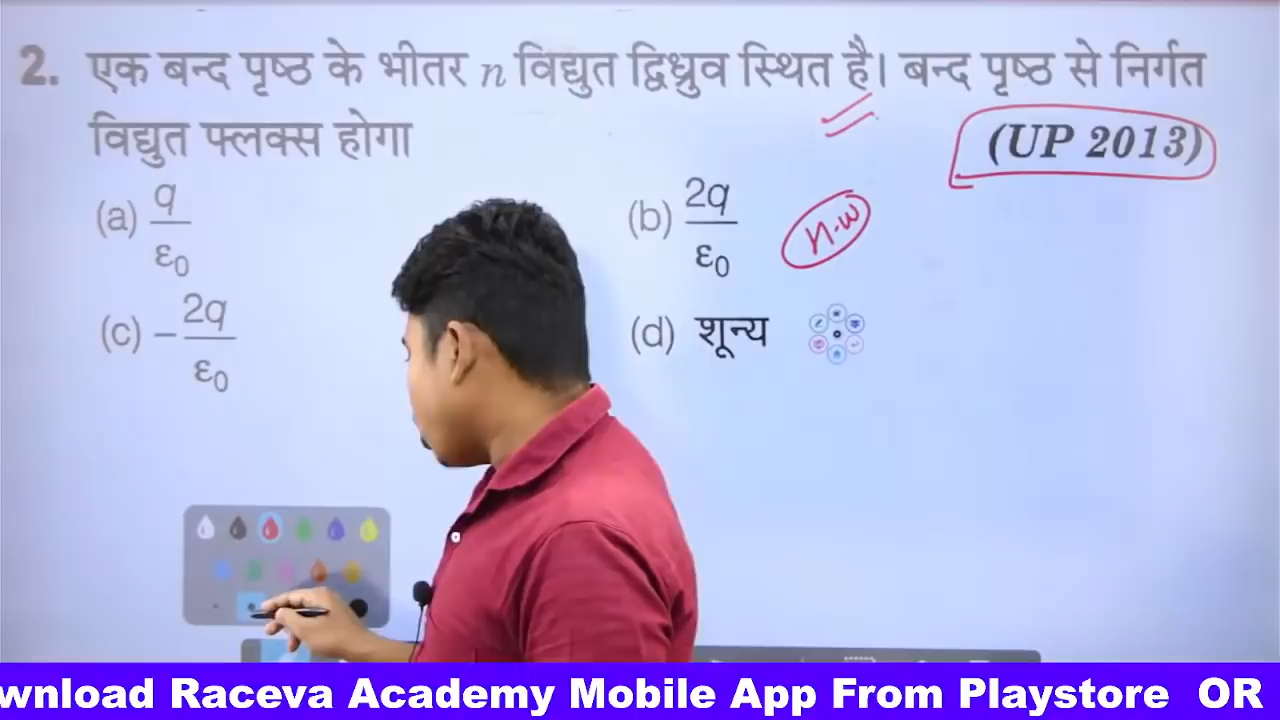 2. एक बन्द पृष्ठ के भीतर n विद्युत द्विध्रुव स्थित है। बन्द पृष्ठ से निर्गत
विद्युत फ्लक्स होगा
(UP 2013)
(a) q/ε₀
(b) 2q/ε₀
n-w
(c) −2q/ε₀
(d) शून्य
wnload Raceva Academy Mobile App From Playstore OR